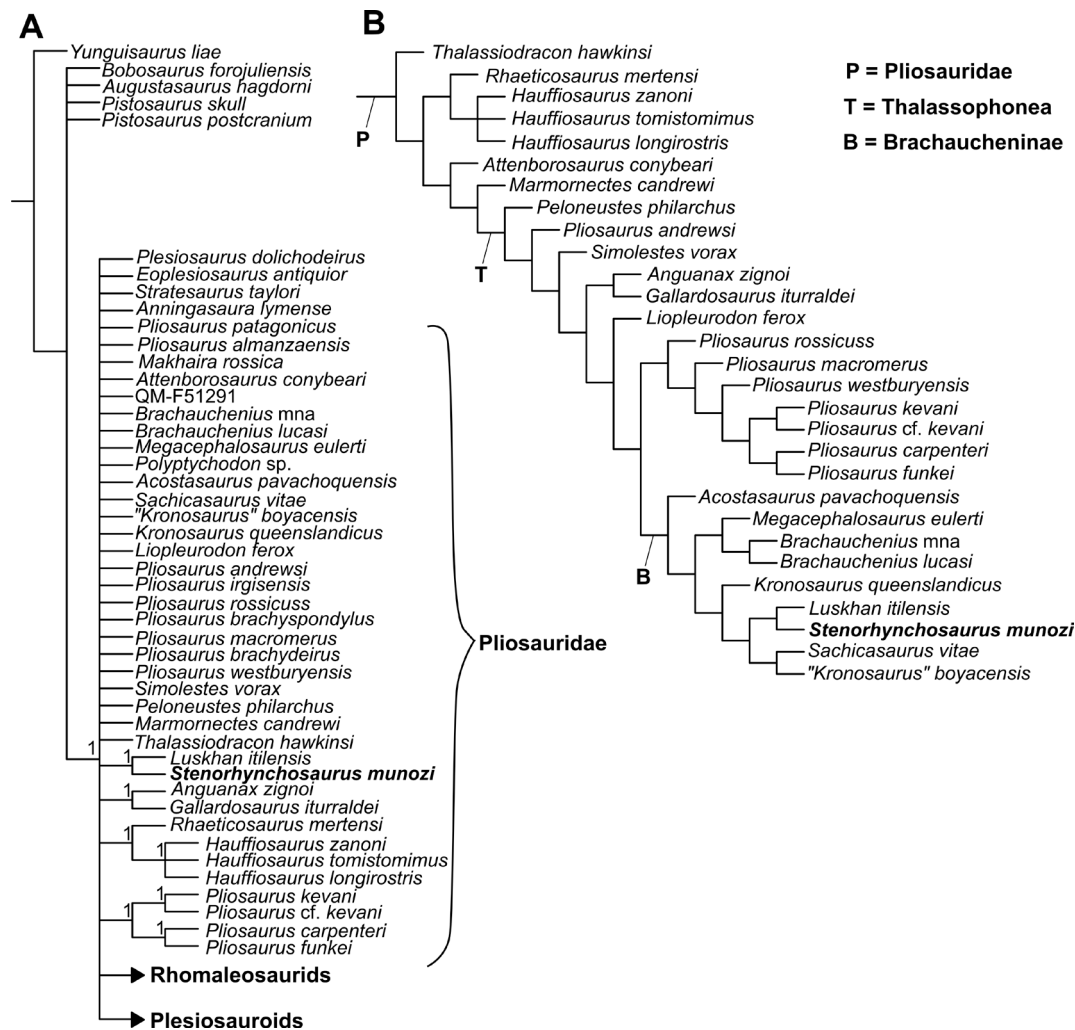 A
Yunguisaurus liae
Bobosaurus forojuliensis
Augustasaurus hagdorni
Pistosaurus skull
Pistosaurus postcranium
Plesiosaurus dolichodeirus
Eoplesiosaurus antiquior
Stratesaurus taylori
Anningasaura lymense
Pliosaurus patagonicus
Pliosaurus almanzaensis
Makhaira rossica
Attenborosaurus conybeari
QM-F51291
Brachauchenius mna
Brachauchenius lucasi
Megacephalosaurus eulerti
Polyptychodon sp.
Acostasaurus pavachoquensis
Sachicasaurus vitae
"Kronosaurus" boyacensis
Kronosaurus queenslandicus
Liopleurodon ferox
Pliosaurus andrewsi
Pliosaurus irgisensis
Pliosaurus rossicuss
Pliosaurus brachyspondylus
Pliosaurus macromerus
Pliosaurus brachydeirus
Pliosaurus westburyensis
Simolestes vorax
Peloneustes philarchus
Marmornectes candrewi
Thalassiodracon hawkinsi
1
1
Luskhan itilensis
Stenorhynchosaurus munozi
1
Anguanax zignoi
Gallardosaurus iturraldei
1
Rhaeticosaurus mertensi
1
Hauffiosaurus zanoni
Hauffiosaurus tomistomimus
Hauffiosaurus longirostris
1
1
Pliosaurus kevani
Pliosaurus cf. kevani
1
Pliosaurus carpenteri
Pliosaurus funkei
Rhomaleosaurids
Plesiosauroids
Pliosauridae
B
Thalassiodracon hawkinsi
Rhaeticosaurus mertensi
Hauffiosaurus zanoni
Hauffiosaurus tomistomimus
Hauffiosaurus longirostris
P
Attenborosaurus conybeari
Marmornectes candrewi
Peloneustes philarchus
Pliosaurus andrewsi
Simolestes vorax
T
Anguanax zignoi
Gallardosaurus iturraldei
Liopleurodon ferox
Pliosaurus rossicuss
Pliosaurus macromerus
Pliosaurus westburyensis
Pliosaurus kevani
Pliosaurus cf. kevani
Pliosaurus carpenteri
Pliosaurus funkei
Acostasaurus pavachoquensis
Megacephalosaurus eulerti
Brachauchenius mna
Brachauchenius lucasi
B
Kronosaurus queenslandicus
Luskhan itilensis
Stenorhynchosaurus munozi
Sachicasaurus vitae
"Kronosaurus" boyacensis
P = Pliosauridae
T = Thalassophonea
B = Brachaucheninae